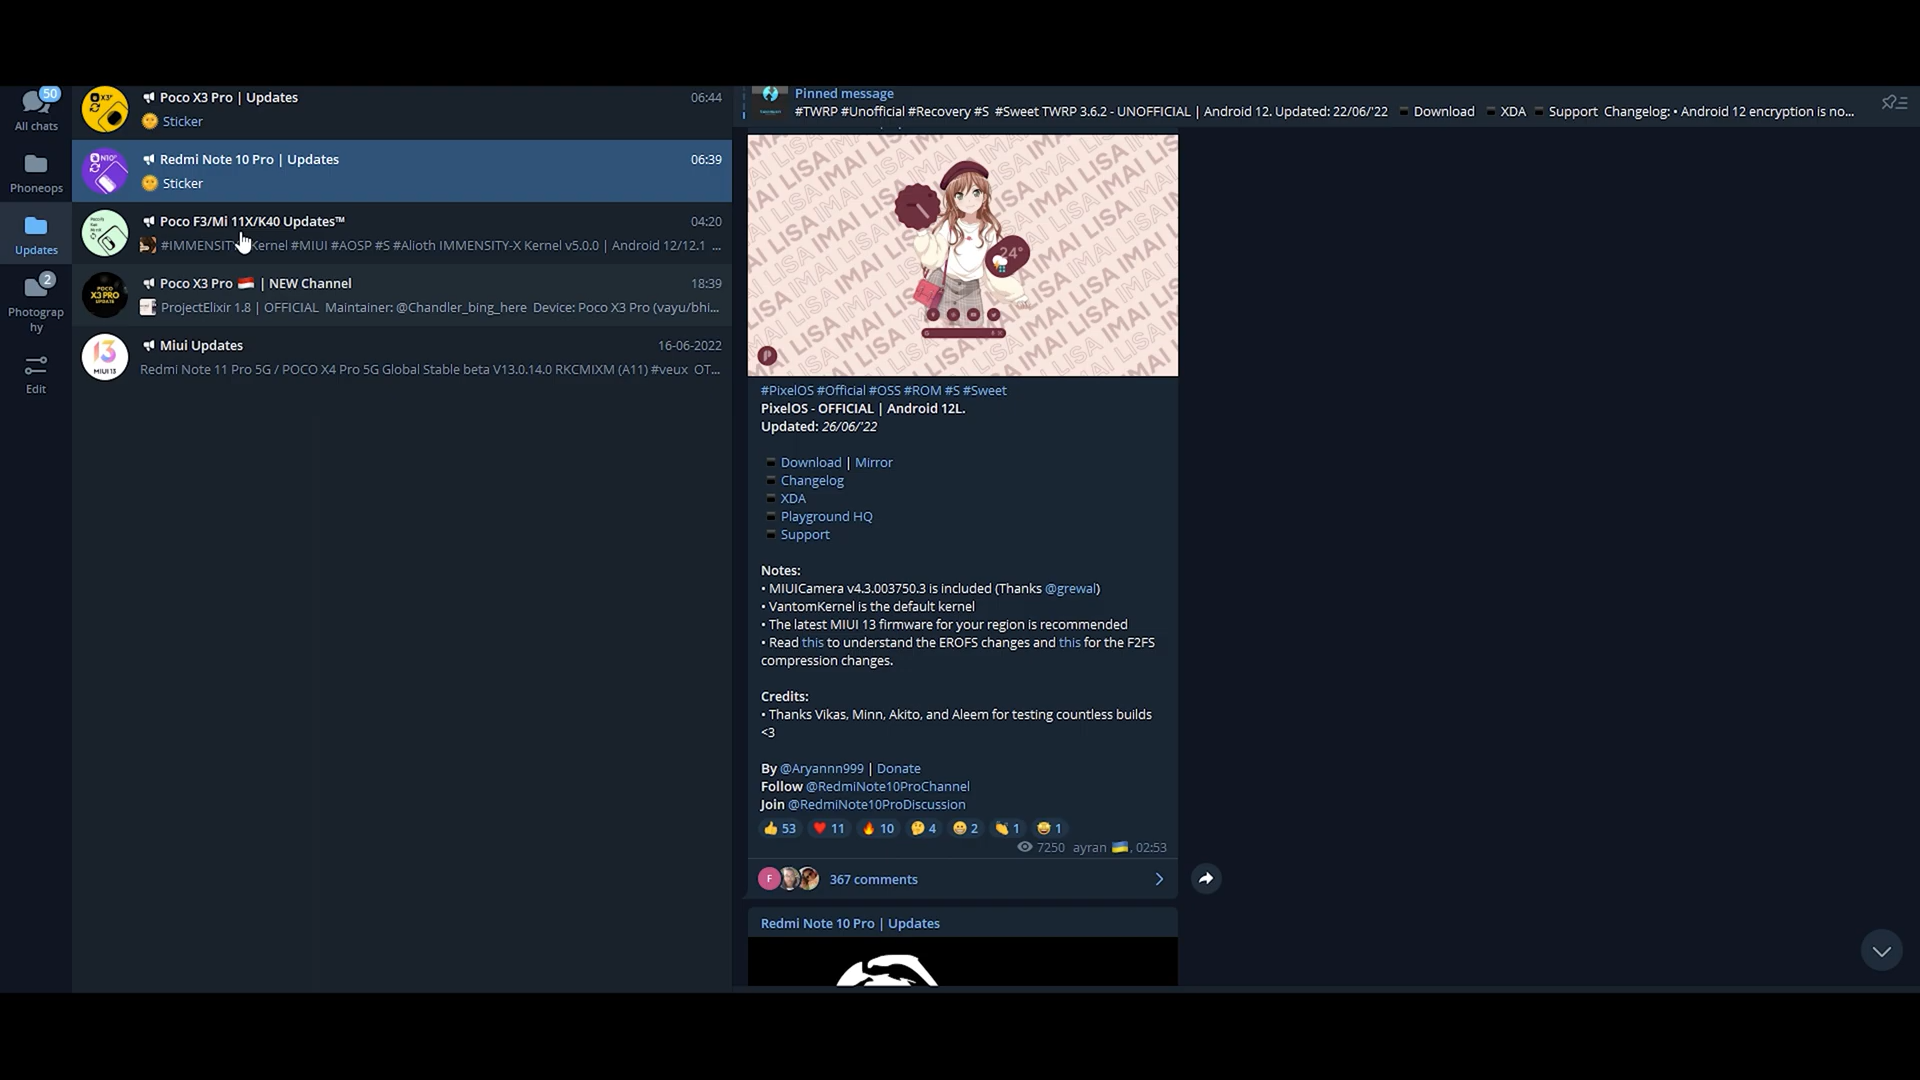 50
All chats
Phoneops
Updates
2
Photograp
hy
Edit
Poco X3 Pro | Updates 06:44
Sticker
Redmi Note 10 Pro | Updates 06:39
Sticker
Poco F3/Mi 11X/K40 Updates™ 04:20
#IMMENSITY Kernel #MIUI #AOSP #S #Alioth IMMENSITY-X Kernel v5.0.0 | Android 12/12.1 ...
Poco X3 Pro 🇮🇩 | NEW Channel 18:39
ProjectElixir 1.8 | OFFICIAL Maintainer: @Chandler_bing_here Device: Poco X3 Pro (vayu/bhi...
MIUI 13
Miui Updates 16-06-2022
Redmi Note 11 Pro 5G / POCO X4 Pro 5G Global Stable beta V13.0.14.0 RKCMIXM (A11) #veux OT...
Pinned message
#TWRP #Unofficial #Recovery #S #Sweet TWRP 3.6.2 - UNOFFICIAL | Android 12. Updated: 22/06/'22 ▪ Download ▪ XDA ▪ Support Changelog: • Android 12 encryption is no...
IMAI LISA
24°
#PixelOS #Official #OSS #ROM #S #Sweet
PixelOS - OFFICIAL | Android 12L.
Updated: 26/06/'22
▪ Download | Mirror
▪ Changelog
▪ XDA
▪ Playground HQ
▪ Support
Notes:
• MIUICamera v4.3.003750.3 is included (Thanks @grewal)
• VantomKernel is the default kernel
• The latest MIUI 13 firmware for your region is recommended
• Read this to understand the EROFS changes and this for the F2FS
compression changes.
Credits:
• Thanks Vikas, Minn, Akito, and Aleem for testing countless builds
<3
By @Aryannn999 | Donate
Follow @RedmiNote10ProChannel
Join @RedmiNote10ProDiscussion
👍 53 ❤️ 11 🔥 10 🤔 4 😁 2 👏 1 🤩 1
7250 ayran 🇺🇦, 02:53
F
367 comments
Redmi Note 10 Pro | Updates